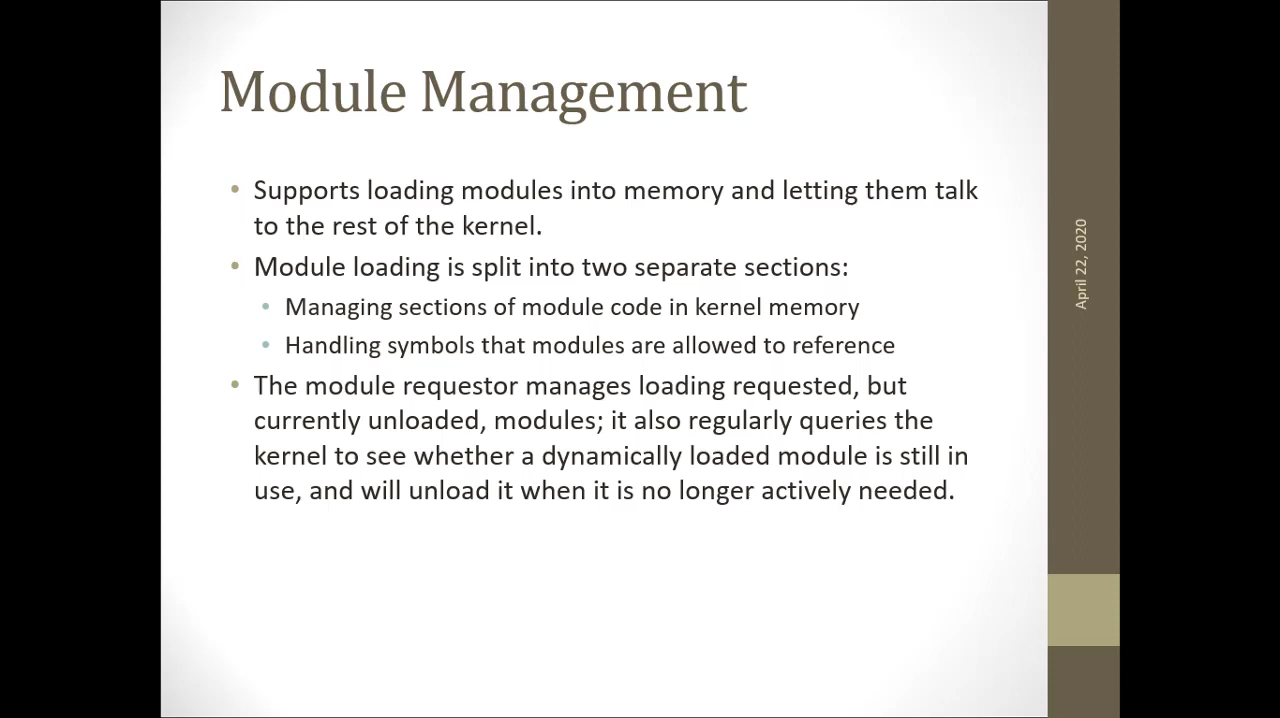 Module Management
• Supports loading modules into memory and letting them talk
to the rest of the kernel.
• Module loading is split into two separate sections:
• Managing sections of module code in kernel memory
• Handling symbols that modules are allowed to reference
• The module requestor manages loading requested, but
currently unloaded, modules; it also regularly queries the
kernel to see whether a dynamically loaded module is still in
use, and will unload it when it is no longer actively needed.
April 22, 2020